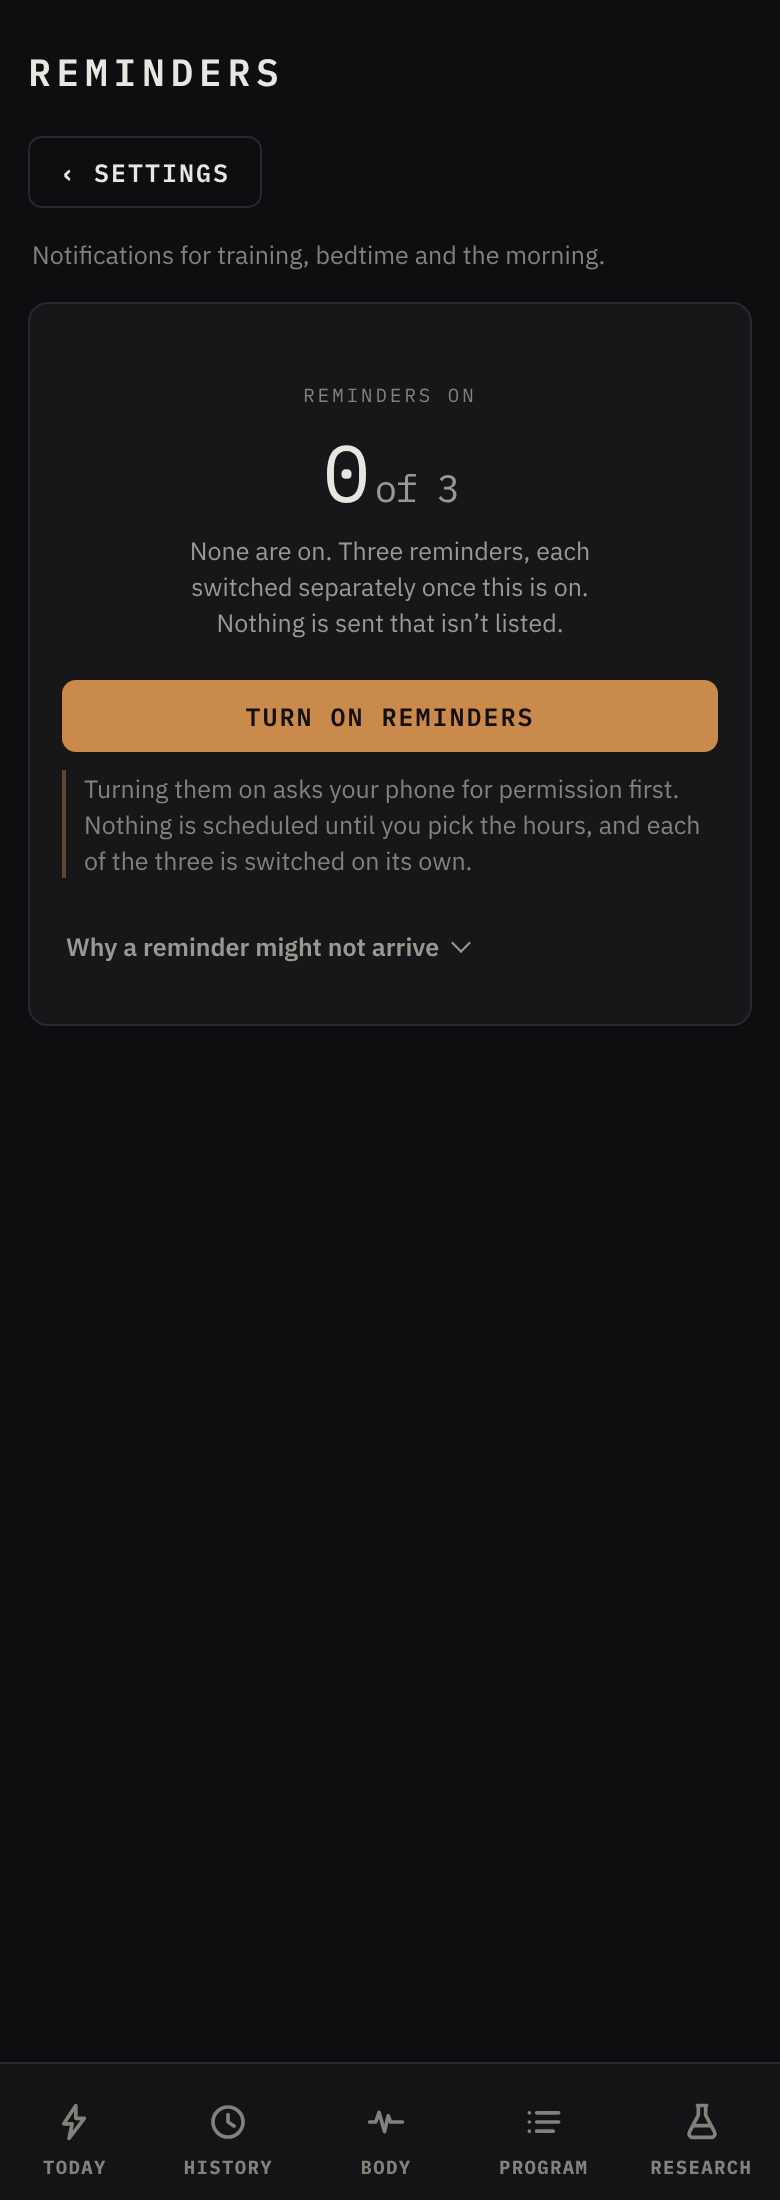 REMINDERS
‹ SETTINGS
Notifications for training, bedtime and the morning.
REMINDERS ON
0 of 3
None are on. Three reminders, each
switched separately once this is on.
Nothing is sent that isn’t listed.
TURN ON REMINDERS
Turning them on asks your phone for permission first.
Nothing is scheduled until you pick the hours, and each
of the three is switched on its own.
Why a reminder might not arrive
TODAY HISTORY BODY PROGRAM RESEARCH